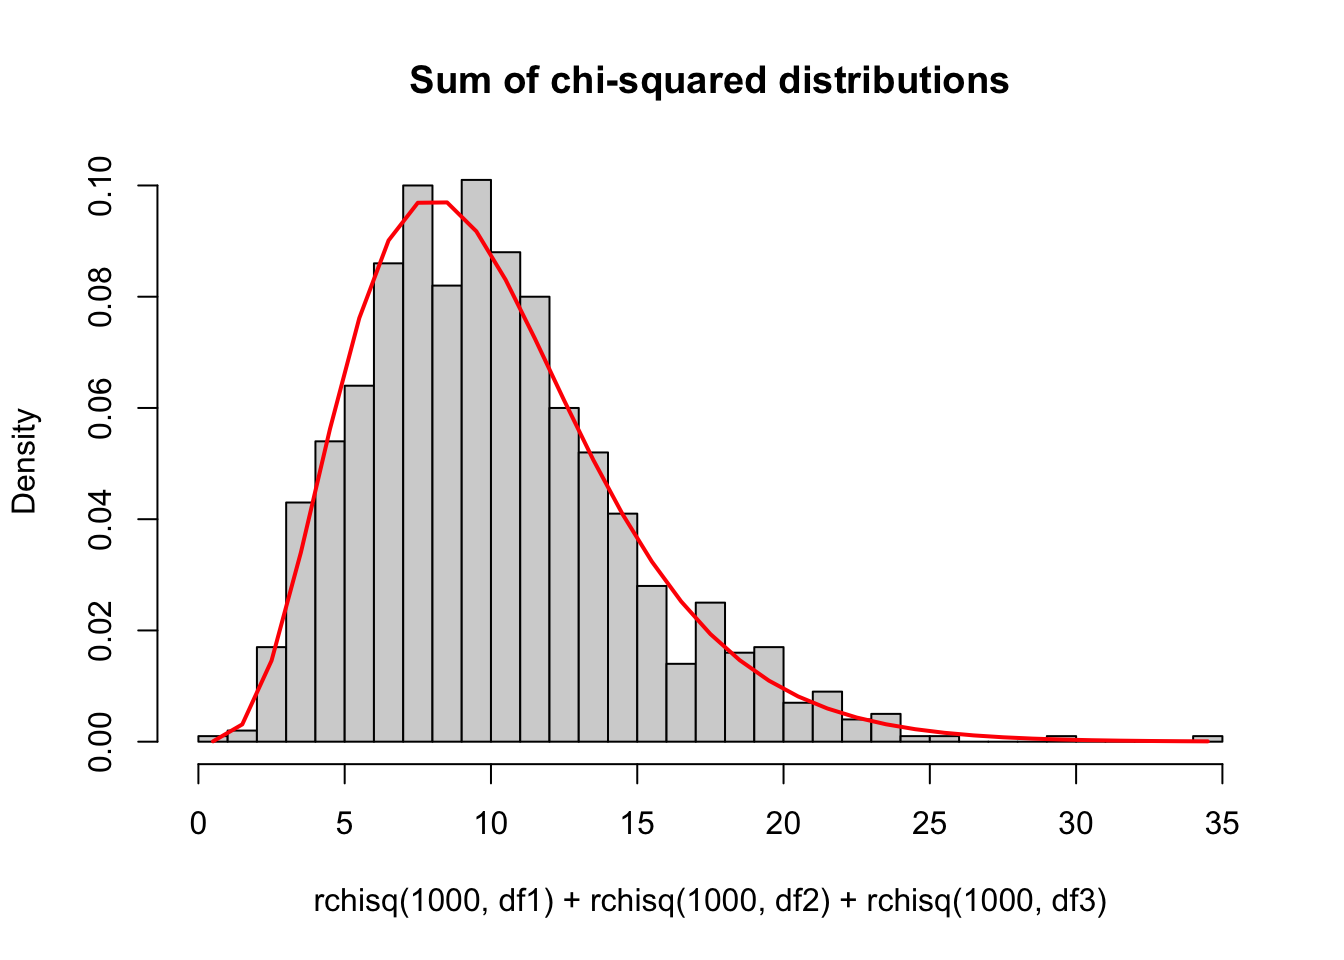 Sum of chi-squared distributions
Density
0.10
0.08
0.06
0.04
0.02
0.00
0 5 10 15 20 25 30 35
rchisq(1000, df1) + rchisq(1000, df2) + rchisq(1000, df3)